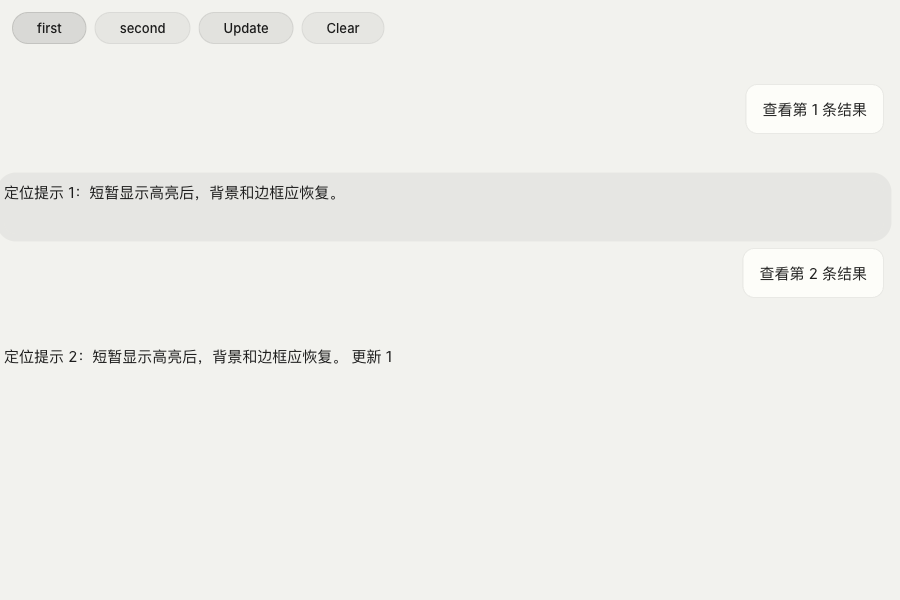 first second Update Clear
查看第 1 条结果
定位提示 1：短暂显示高亮后，背景和边框应恢复。
查看第 2 条结果
定位提示 2：短暂显示高亮后，背景和边框应恢复。 更新 1